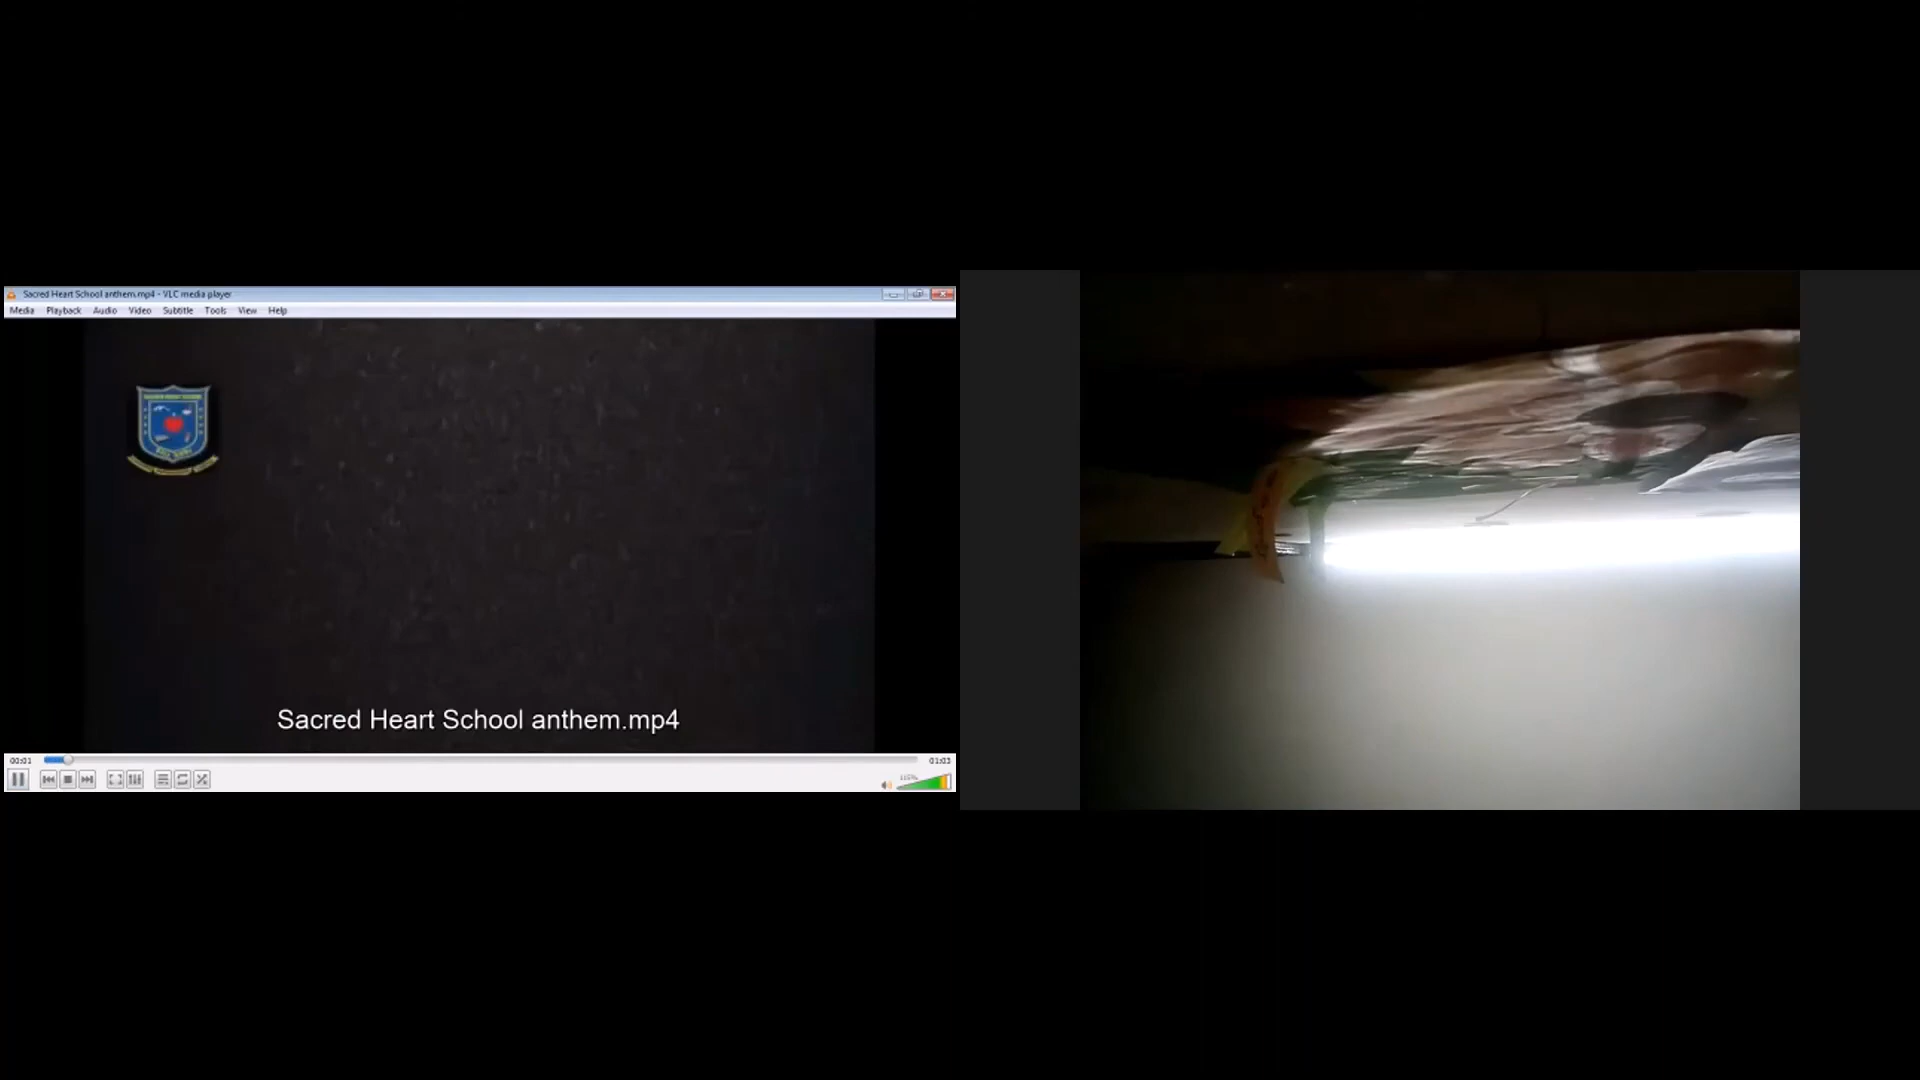 Sacred Heart School anthem.mp4 - VLC media player
Media Playback Audio Video Subtitle Tools View Help
Sacred Heart School anthem.mp4
00:01
01:03